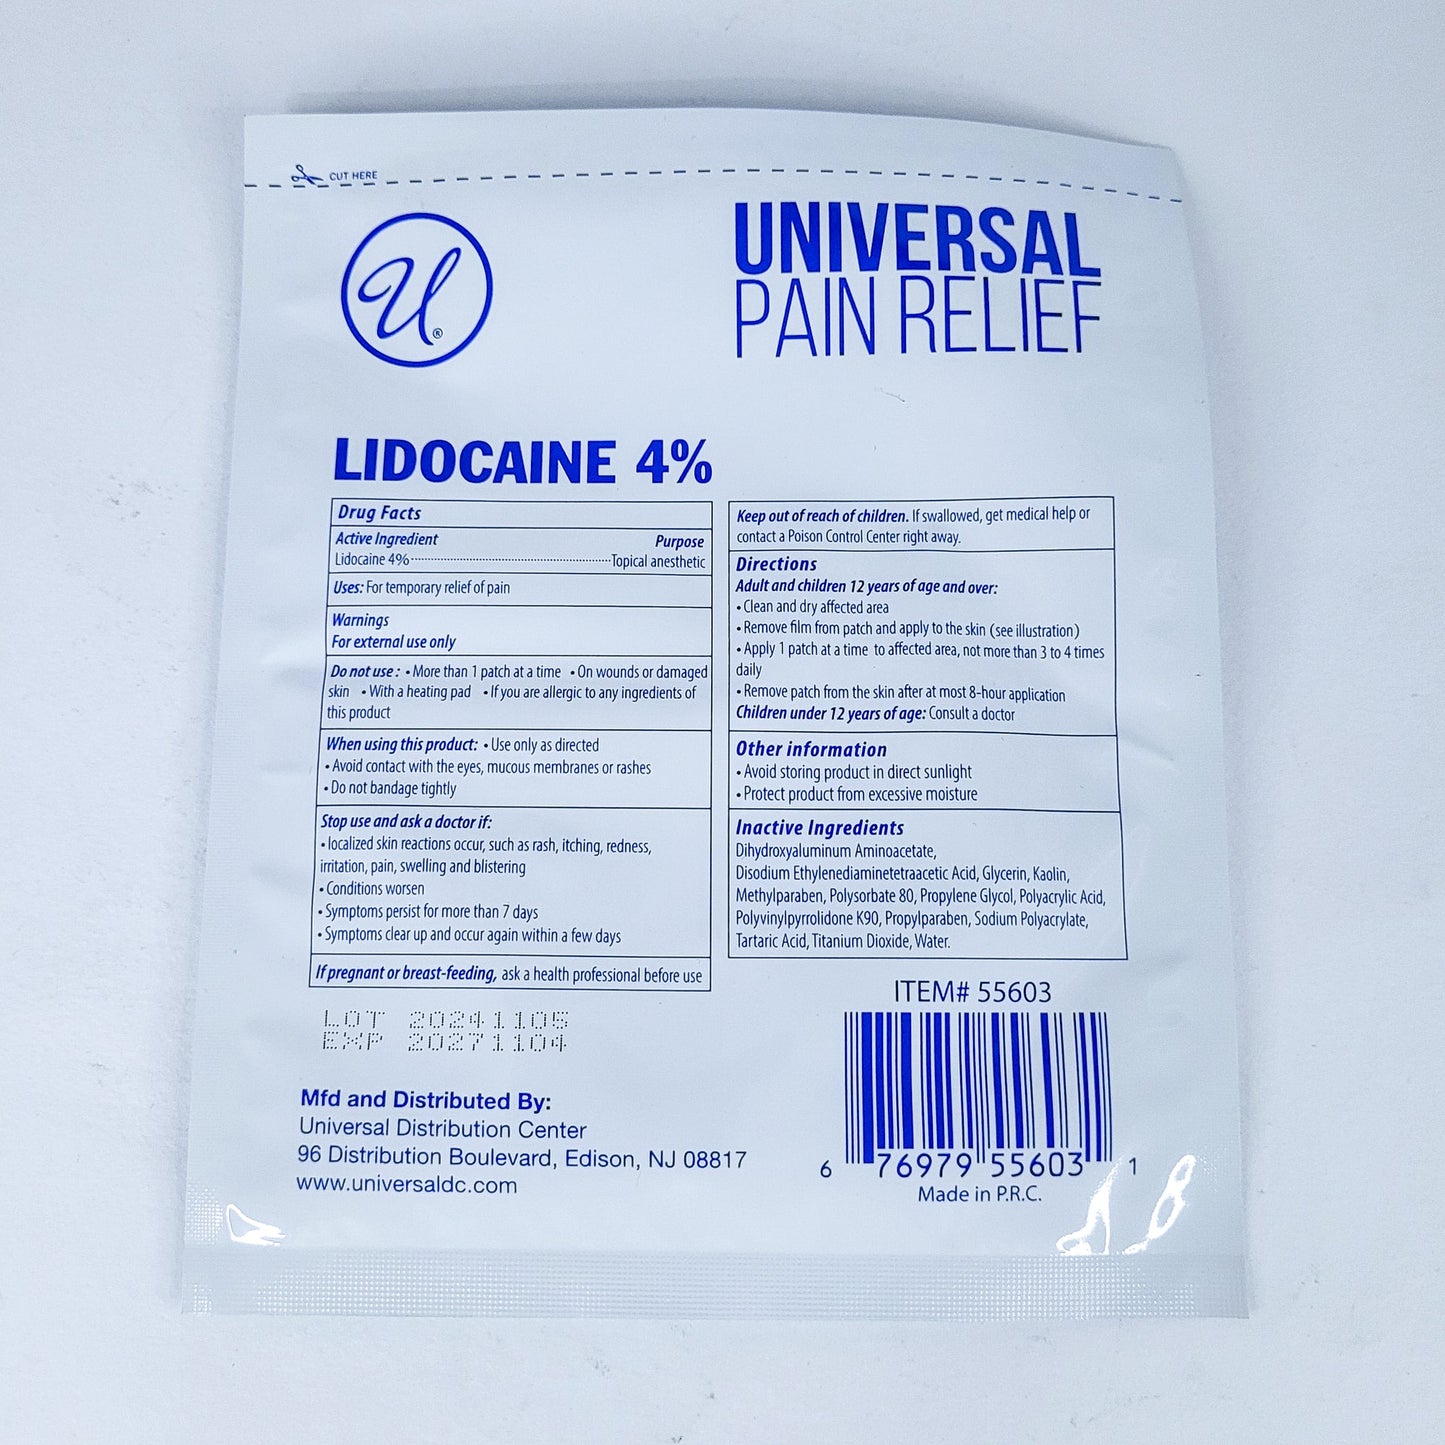 CUT HERE
U®
UNIVERSAL
PAIN RELIEF
LIDOCAINE 4%
Drug Facts
Active Ingredient Purpose
Lidocaine 4%............................................Topical anesthetic
Uses: For temporary relief of pain
Warnings
For external use only
Do not use : • More than 1 patch at a time • On wounds or damaged
skin • With a heating pad • If you are allergic to any ingredients of
this product
When using this product: • Use only as directed
• Avoid contact with the eyes, mucous membranes or rashes
• Do not bandage tightly
Stop use and ask a doctor if:
• localized skin reactions occur, such as rash, itching, redness,
irritation, pain, swelling and blistering
• Conditions worsen
• Symptoms persist for more than 7 days
• Symptoms clear up and occur again within a few days
If pregnant or breast-feeding, ask a health professional before use
Keep out of reach of children. If swallowed, get medical help or
contact a Poison Control Center right away.
Directions
Adult and children 12 years of age and over:
• Clean and dry affected area
• Remove film from patch and apply to the skin (see illustration)
• Apply 1 patch at a time to affected area, not more than 3 to 4 times
daily
• Remove patch from the skin after at most 8-hour application
Children under 12 years of age: Consult a doctor
Other information
• Avoid storing product in direct sunlight
• Protect product from excessive moisture
Inactive Ingredients
Dihydroxyaluminum Aminoacetate,
Disodium Ethylenediaminetetraacetic Acid, Glycerin, Kaolin,
Methylparaben, Polysorbate 80, Propylene Glycol, Polyacrylic Acid,
Polyvinylpyrrolidone K90, Propylparaben, Sodium Polyacrylate,
Tartaric Acid, Titanium Dioxide, Water.
LOT 20241105
EXP 20271104
Mfd and Distributed By:
Universal Distribution Center
96 Distribution Boulevard, Edison, NJ 08817
www.universaldc.com
ITEM# 55603
6 76979 55603 1
Made in P.R.C.